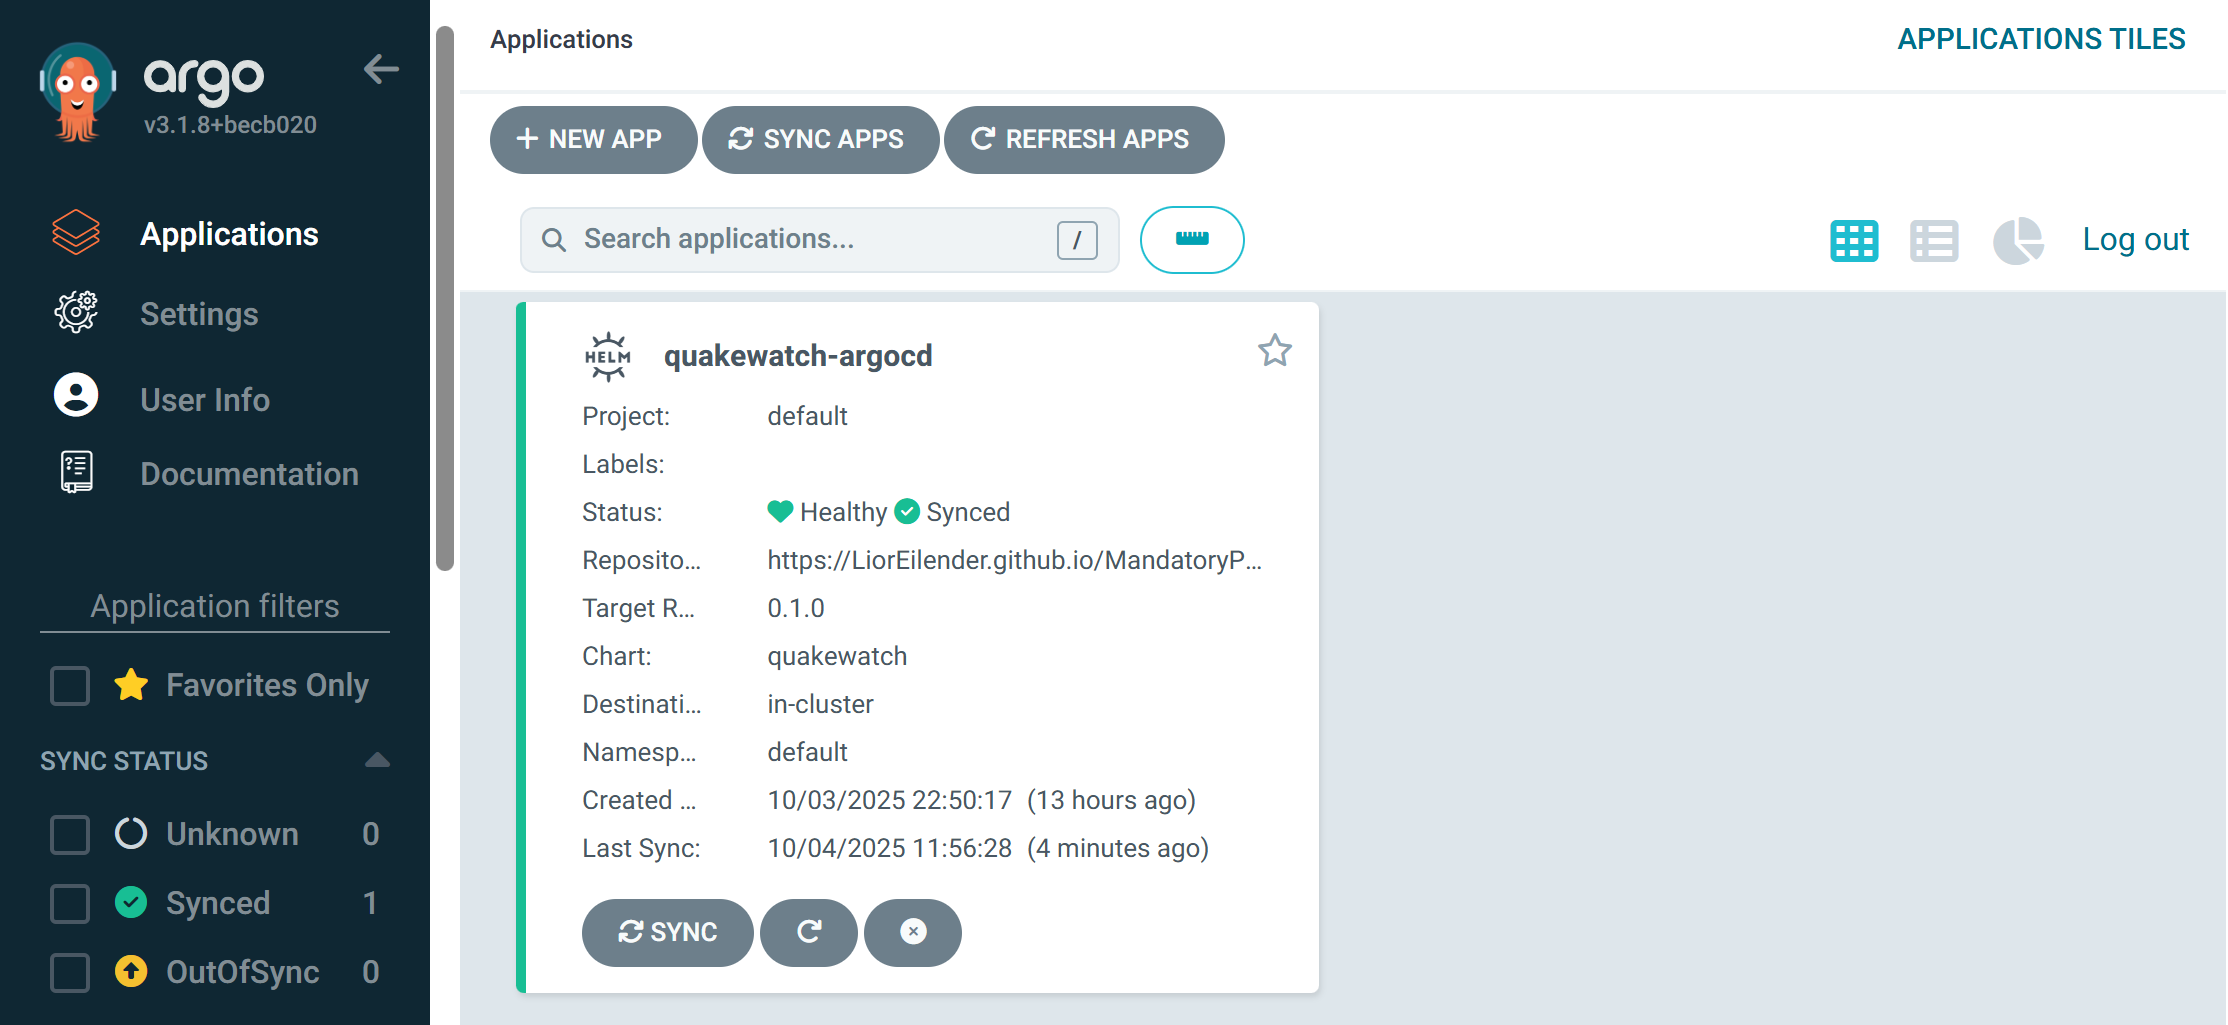 argo
v3.1.8+becb020
Applications
Settings
User Info
Documentation
Application filters
Favorites Only
SYNC STATUS
Unknown 0
Synced 1
OutOfSync 0
Applications
APPLICATIONS TILES
NEW APP
SYNC APPS
REFRESH APPS
Search applications...
/
Log out
HELM
quakewatch-argocd
Project: default
Labels:
Status: Healthy Synced
Reposito... https://LiorEilender.github.io/MandatoryP...
Target R... 0.1.0
Chart: quakewatch
Destinati... in-cluster
Namesp... default
Created ... 10/03/2025 22:50:17 (13 hours ago)
Last Sync: 10/04/2025 11:56:28 (4 minutes ago)
SYNC